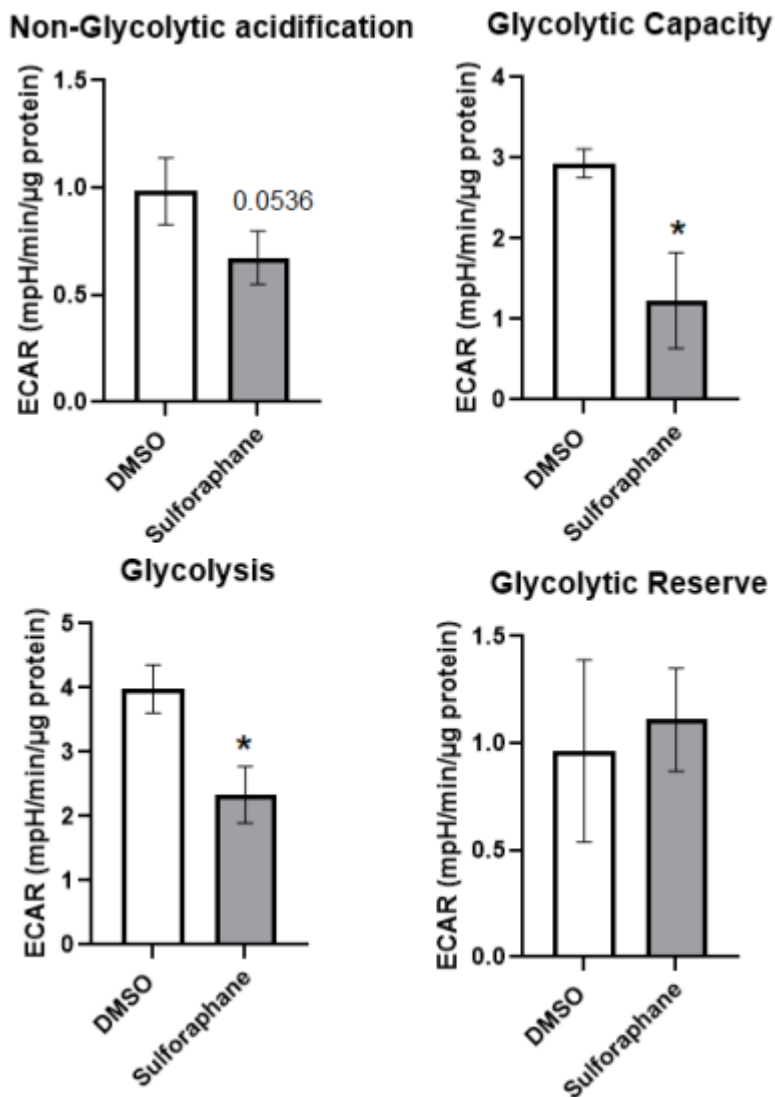 Non-Glycolytic acidification
ECAR (mpH/min/µg protein)
1.5
1.0
0.5
0.0
0.0536
DMSO
Sulforaphane
Glycolytic Capacity
ECAR (mpH/min/µg protein)
4
3
2
1
0
*
DMSO
Sulforaphane
Glycolysis
ECAR (mpH/min/µg protein)
5
4
3
2
1
0
*
DMSO
Sulforaphane
Glycolytic Reserve
ECAR (mpH/min/µg protein)
1.5
1.0
0.5
0.0
DMSO
Sulforaphane